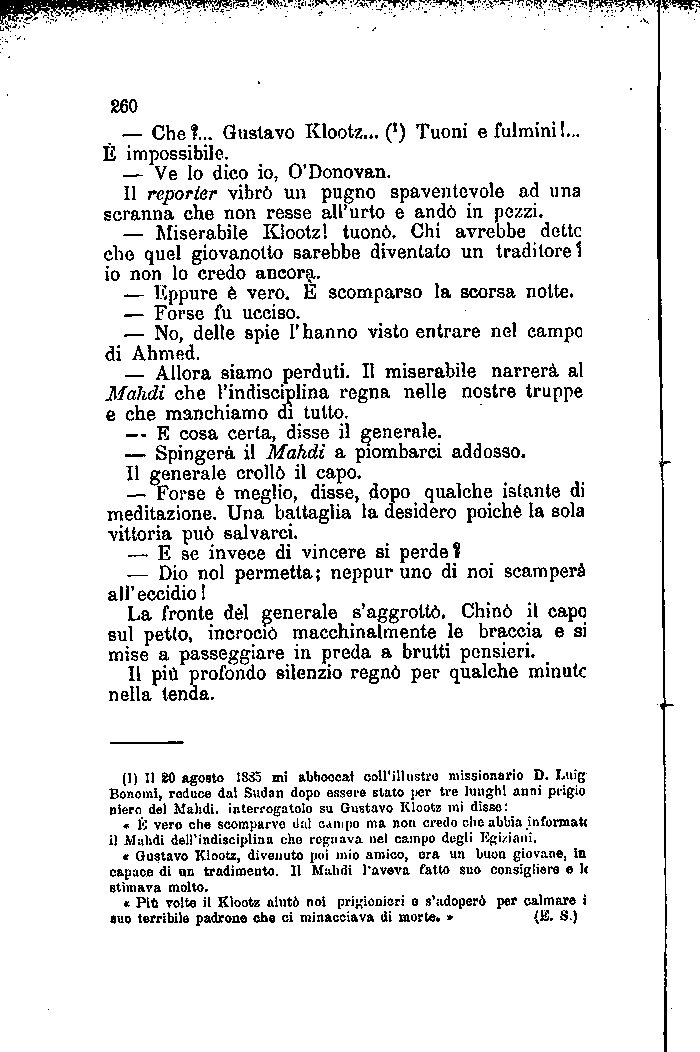 260
— Che?... Gustavo Klootz... (¹) Tuoni e fulmini!...
È impossibile.
— Ve lo dico io, O'Donovan.
Il reporter vibrò un pugno spaventevole ad una
scranna che non resse all'urto e andò in pezzi.
— Miserabile Klootz! tuonò. Chi avrebbe detto
che quel giovanotto sarebbe diventato un traditore?
io non lo credo ancora.
— Eppure è vero. È scomparso la scorsa notte.
— Forse fu ucciso.
— No, delle spie l'hanno visto entrare nel campo
di Ahmed.
— Allora siamo perduti. Il miserabile narrerà al
Mahdi che l'indisciplina regna nelle nostre truppe
e che manchiamo di tutto.
— E cosa certa, disse il generale.
— Spingerà il Mahdi a piombarci addosso.
Il generale crollò il capo.
— Forse è meglio, disse, dopo qualche istante di
meditazione. Una battaglia la desidero poichè la sola
vittoria può salvarci.
— E se invece di vincere si perde?
— Dio nol permetta; neppur uno di noi scamperà
all'eccidio!
La fronte del generale s'aggrottò. Chinò il capo
sul petto, incrociò macchinalmente le braccia e si
mise a passeggiare in preda a brutti pensieri.
Il più profondo silenzio regnò per qualche minuto
nella tenda.
(1) Il 20 agosto 1885 mi abboccai coll'illustre missionario D. Luig
Bonomi, reduce dal Sudan dopo essere stato per tre lunghi anni prigio
niero del Mahdi. interrogatolo su Gustavo Klootz mi disse:
« È vero che scomparve dal campo ma non credo che abbia informato
il Mahdi dell'indisciplina che regnava nel campo degli Egiziani.
« Gustavo Klootz, divenuto poi mio amico, era un buon giovane, in
capace di un tradimento. Il Mahdi l'aveva fatto suo consigliere e lo
stimava molto.
« Più volte il Klootz aiutò noi prigionieri e s'adoperò per calmare i
suo terribile padrone che ci minacciava di morte. » (E. S.)